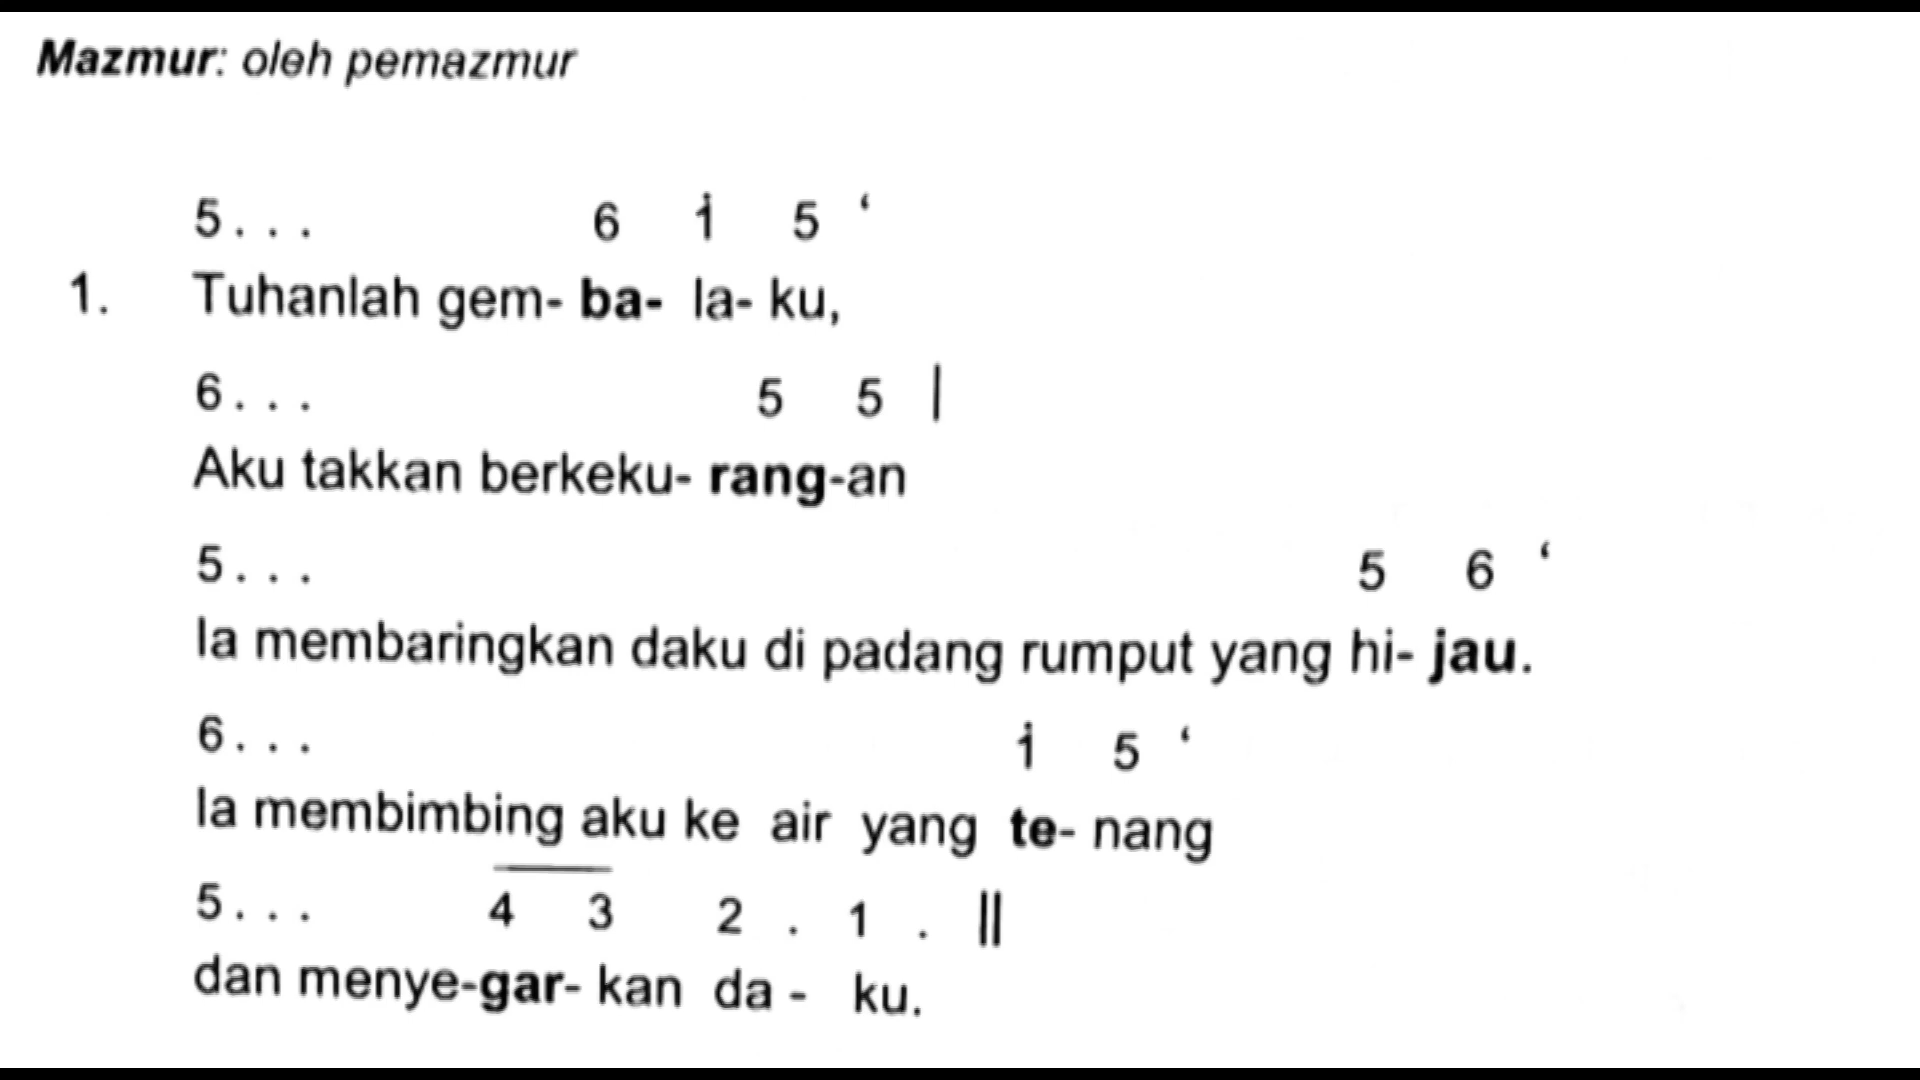 Mazmur: oleh pemazmur
5 . . . 6 i 5 ‘
1. Tuhanlah gem- ba- la- ku,
6 . . . 5 5 |
Aku takkan berkeku- rang-an
5 . . . 5 6 ‘
Ia membaringkan daku di padang rumput yang hi- jau.
6 . . . i 5 ‘
Ia membimbing aku ke air yang te- nang
5 . . . 4 3 2 . 1 . ||
dan menye-gar- kan da - ku.